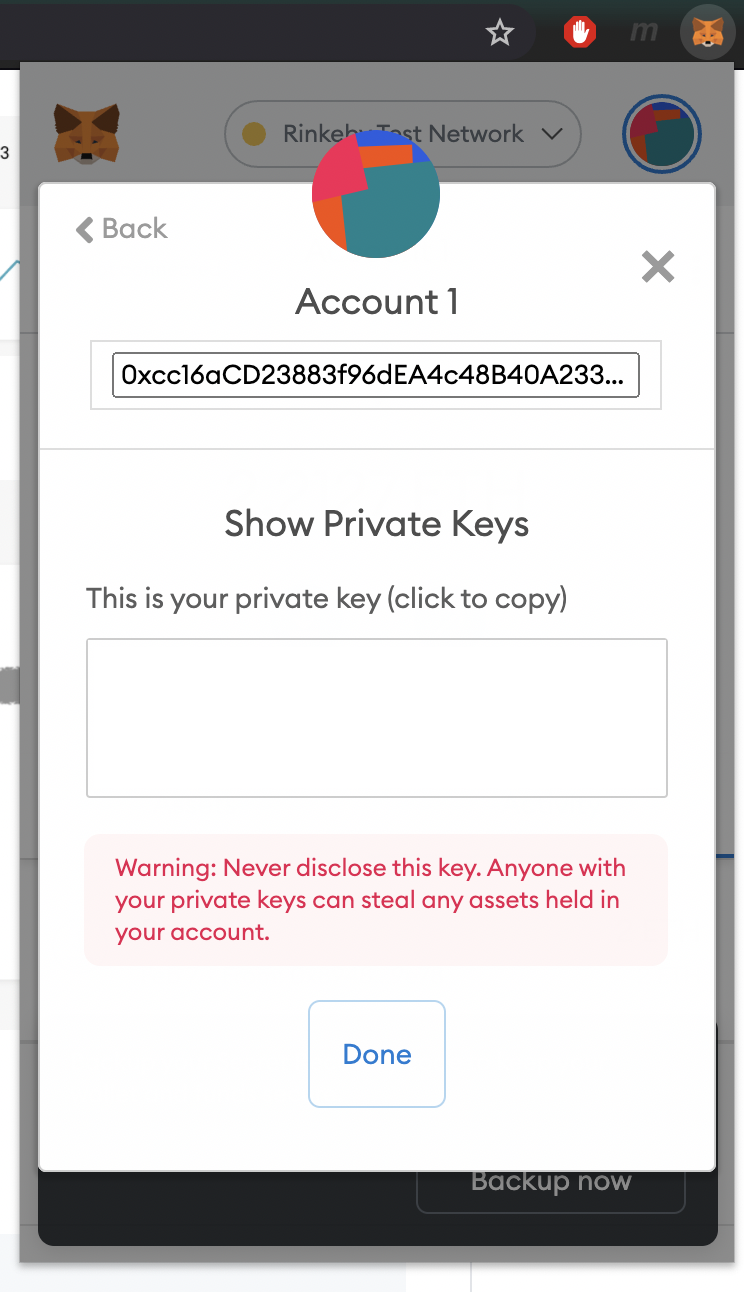 m
3
Rinkeby Test Network
Back
Account 1
0xcc16aCD23883f96dEA4c48B40A233...
Show Private Keys
This is your private key (click to copy)
Warning: Never disclose this key. Anyone with
your private keys can steal any assets held in
your account.
Done
Backup now